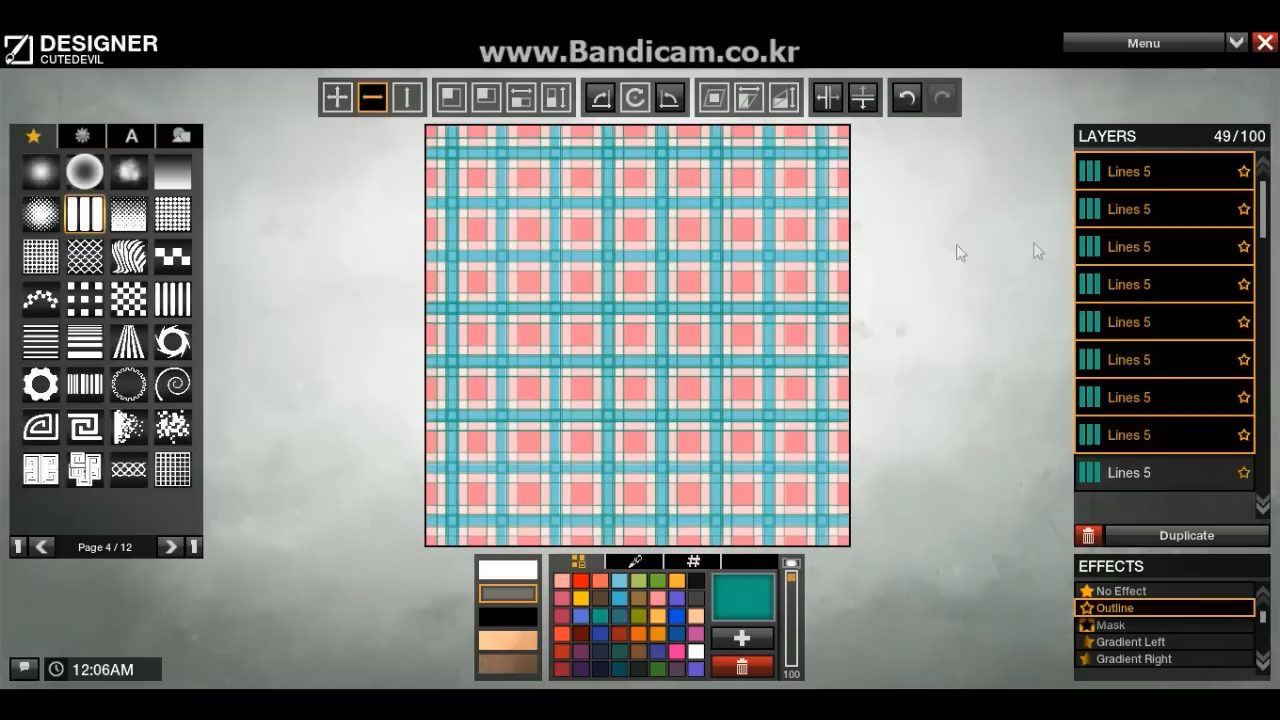 www.Bandicam.co.kr
DESIGNER
CUTEDEVIL
Menu
A
LAYERS 49/100
Lines 5
Lines 5
Lines 5
Lines 5
Lines 5
Lines 5
Lines 5
Lines 5
Lines 5
Page 4 / 12
Duplicate
EFFECTS
No Effect
Outline
Mask
Gradient Left
Gradient Right
#
100
12:06AM